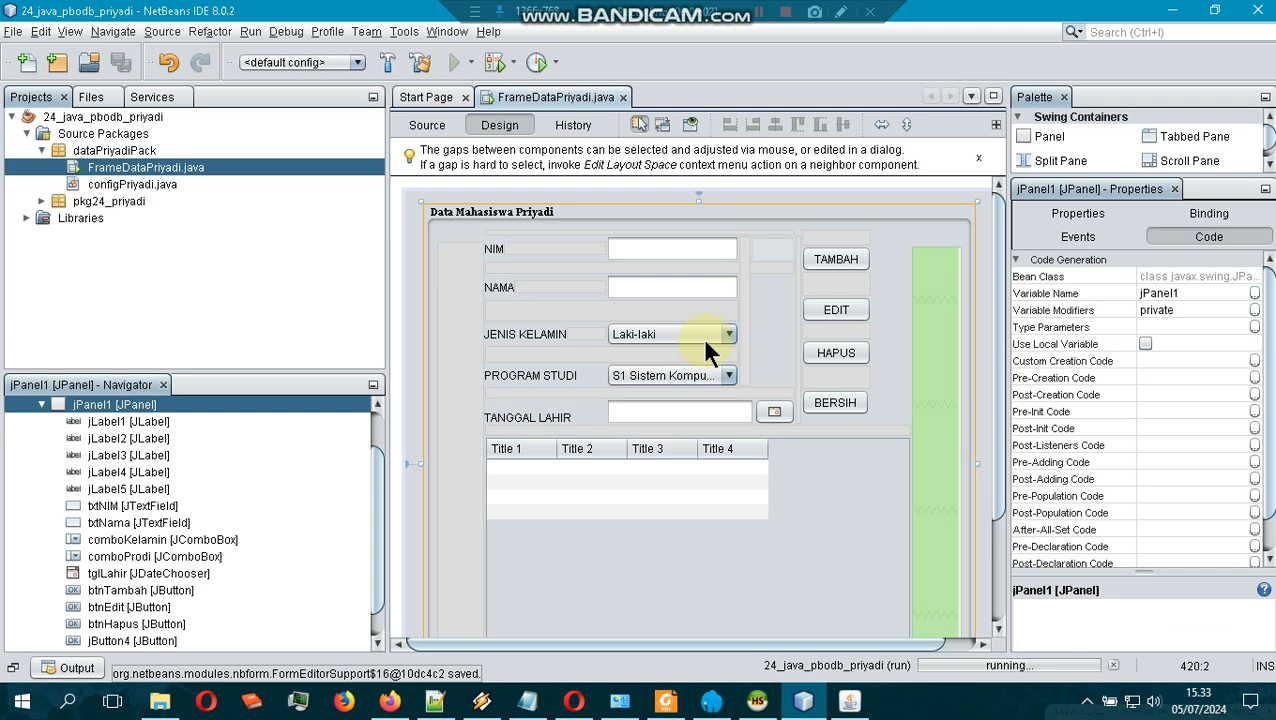 24_java_pbodb_priyadi - NetBeans IDE 8.0.2
www.BANDICAM.com
File Edit View Navigate Source Refactor Run Debug Profile Team Tools Window Help
Search (Ctrl+I)
<default config>
Projects Files Services
Start Page FrameDataPriyadi.java
Palette
24_java_pbodb_priyadi
Source Packages
dataPriyadiPack
FrameDataPriyadi.java
configPriyadi.java
pkg24_priyadi
Libraries
Source Design History
The gaps between components can be selected and adjusted via mouse, or edited in a dialog.
If a gap is hard to select, invoke Edit Layout Space context menu action on a neighbor component.
x
Data Mahasiswa Priyadi
NIM
TAMBAH
NAMA
EDIT
JENIS KELAMIN Laki-laki
HAPUS
PROGRAM STUDI S1 Sistem Kompu...
BERSIH
TANGGAL LAHIR
Title 1 Title 2 Title 3 Title 4
Swing Containers
Panel Tabbed Pane
Split Pane Scroll Pane
jPanel1 [JPanel] - Properties
Properties Binding
Events Code
Code Generation
Bean Class class javax.swing.JPa...
Variable Name jPanel1
Variable Modifiers private
Type Parameters
Use Local Variable
Custom Creation Code
Pre-Creation Code
Post-Creation Code
Pre-Init Code
Post-Init Code
Post-Listeners Code
Pre-Adding Code
Post-Adding Code
Pre-Population Code
Post-Population Code
After-All-Set Code
Pre-Declaration Code
Post-Declaration Code
jPanel1 [JPanel]
jPanel1 [JPanel] - Navigator
jPanel1 [JPanel]
jLabel1 [JLabel]
jLabel2 [JLabel]
jLabel3 [JLabel]
jLabel4 [JLabel]
jLabel5 [JLabel]
txtNIM [JTextField]
txtNama [JTextField]
comboKelamin [JComboBox]
comboProdi [JComboBox]
tglLahir [JDateChooser]
btnTambah [JButton]
btnEdit [JButton]
btnHapus [JButton]
jButton4 [JButton]
Output
org.netbeans.modules.nbform.FormEditorSupport$16@10dc4c2 saved.
24_java_pbodb_priyadi (run) running... 420:2 INS
15.33
05/07/2024